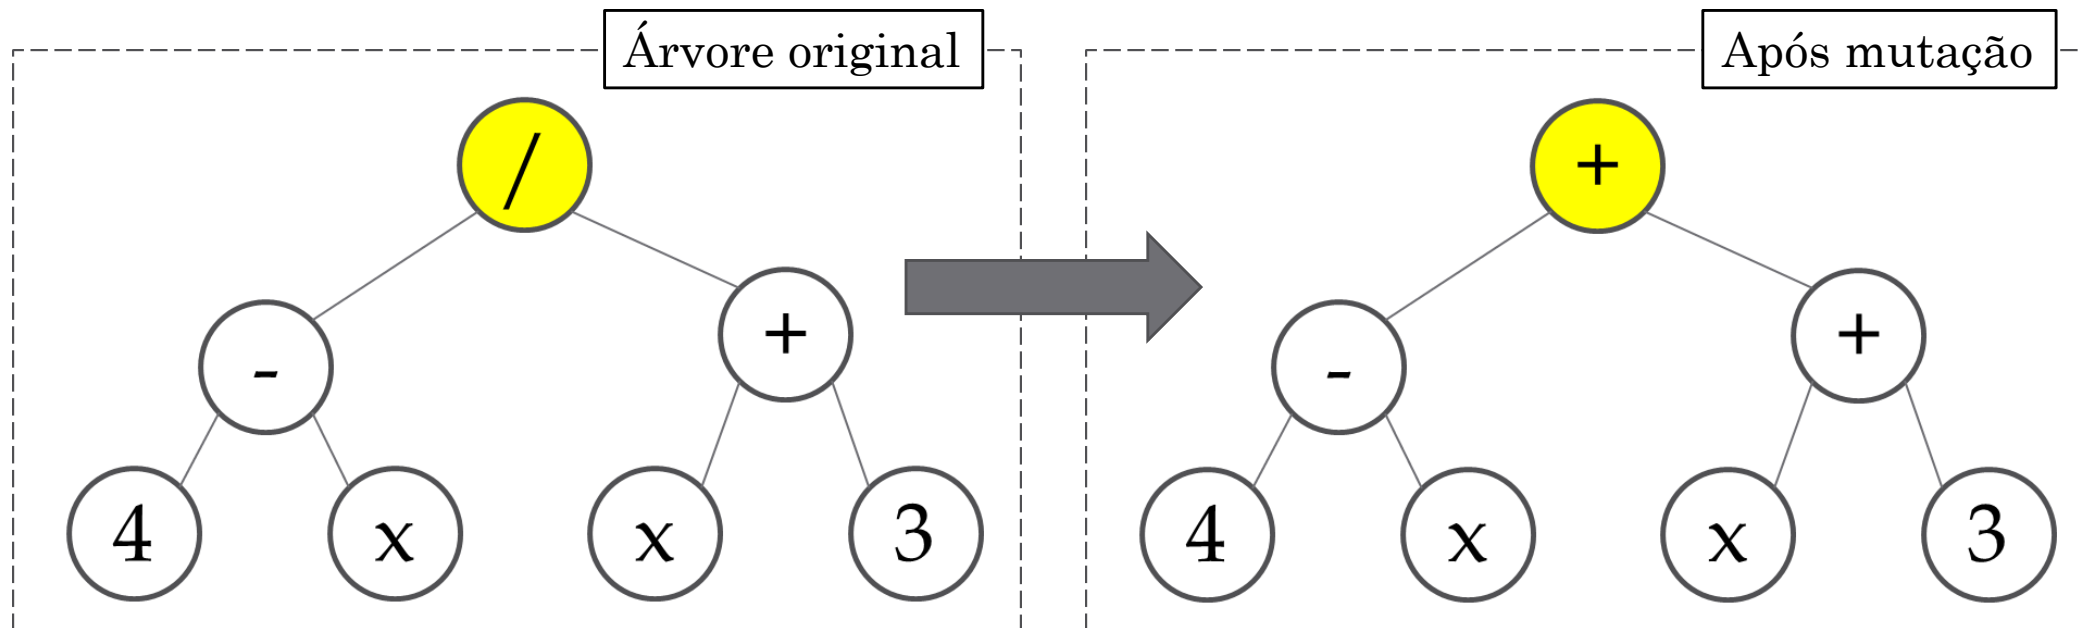 Árvore original
Após mutação
/
+
-
+
-
+
4 x x 3
4 x x 3